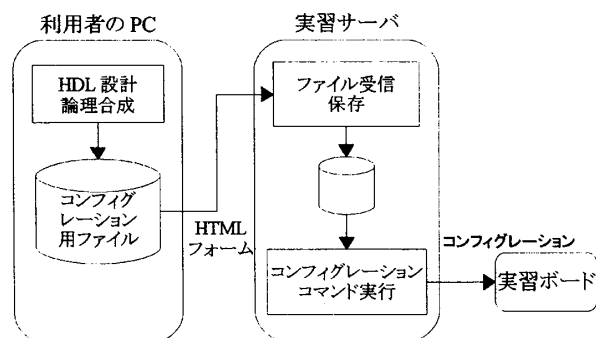 利用者の PC
HDL 設計
論理合成
コンフィグ
レーション
用ファイル
HTML
フォーム
実習サーバ
ファイル受信
保存
コンフィグレーション
コマンド実行
コンフィグレーション
実習ボード